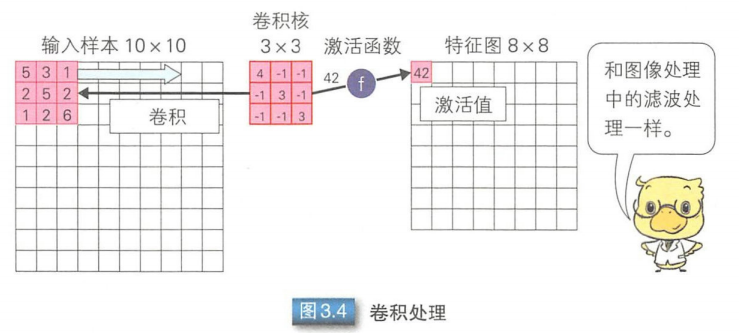 卷积核
输入样本 10×10
3×3
激活函数
特征图 8×8
5 3 1
2 5 2
1 2 6
卷积
4 -1 -1
-1 3 -1
-1 -1 3
42
f
42
激活值
和图像处理
中的滤波处
理一样。
图3.4 卷积处理